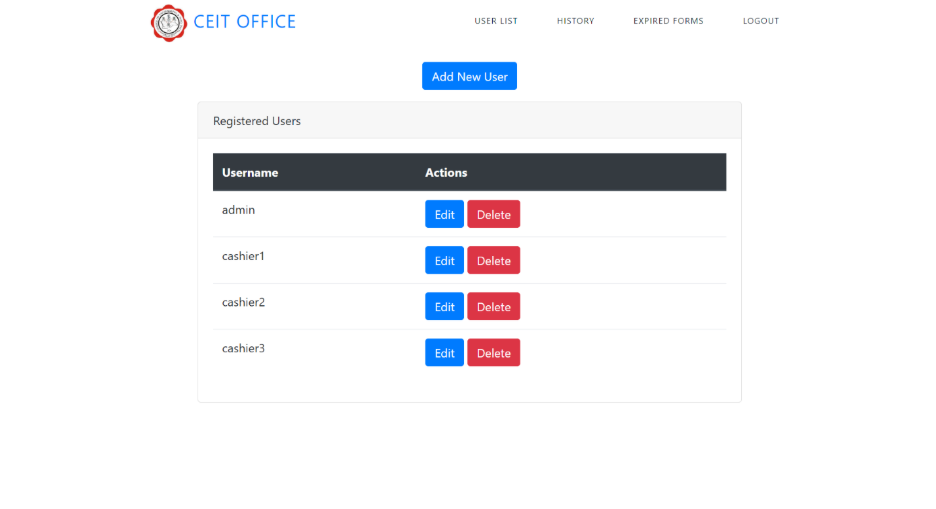 CEIT OFFICE
USER LIST HISTORY EXPIRED FORMS LOGOUT
Add New User
Registered Users
Username Actions
admin Edit Delete
cashier1 Edit Delete
cashier2 Edit Delete
cashier3 Edit Delete